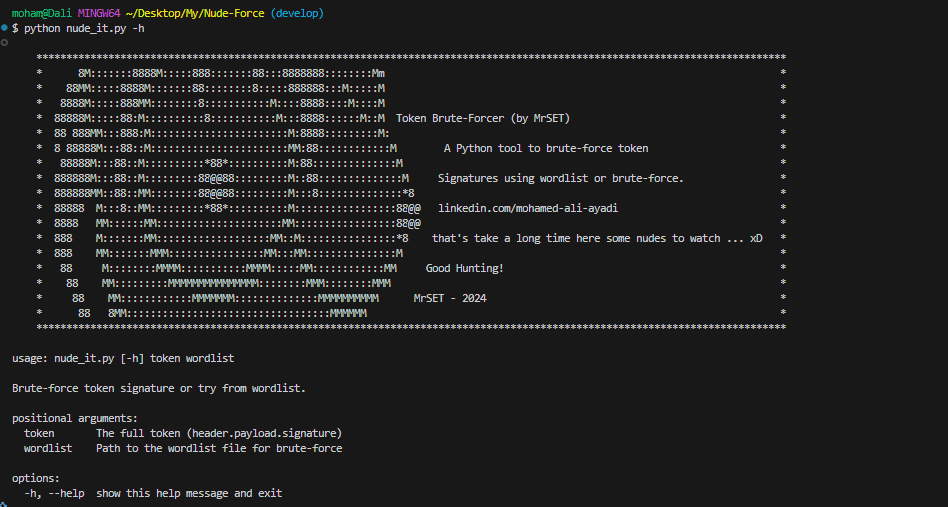 moham@Dali MINGW64 ~/Desktop/My/Nude-Force (develop)
$ python nude_it.py -h
******************************************************************************************************************************
*      8M:::::::8888M:::::888:::::::88:::8888888::::::::Mm                                                                  *
*    88MM:::::8888M:::::::88::::::::8:::::888888:::M:::::M                                                                  *
*   8888M:::::888MM::::::::8:::::::::::M::::8888::::M::::M                                                                  *
*  88888M:::::88:M::::::::::8:::::::::::M:::8888::::::M::M  Token Brute-Forcer (by MrSET)                                   *
*  88 888MM:::888:M:::::::::::::::::::::::M:8888:::::::::M:                                                                 *
*  8 88888M:::88::M:::::::::::::::::::::::MM:88::::::::::::M         A Python tool to brute-force token                      *
*   88888M:::88::M::::::::::*88*::::::::::M:88::::::::::::::M                                                               *
*  888888M:::88::M:::::::::88@@88:::::::::M::88::::::::::::::M     Signatures using wordlist or brute-force.                *
*  888888MM::88::MM::::::::88@@88:::::::::M:::8::::::::::::::*8                                                             *
*  88888  M:::8::MM::::::::*88*::::::::::M:::::::::::::::::88@@   linkedin.com/mohamed-ali-ayadi                            *
*  8888   MM::::::MM:::::::::::::::::::::MM:::::::::::::::::88@@                                                            *
*  888    M:::::::MM:::::::::::::::::::MM::M::::::::::::::::*8    that's take a long time here some nudes to watch ... xD   *
*  888    MM:::::::MMM::::::::::::::::MM:::MM:::::::::::::::M                                                               *
*   88     M::::::::MMMM:::::::::::MMMM:::::MM::::::::::::MM     Good Hunting!                                              *
*    88    MM:::::::::MMMMMMMMMMMMMMM::::::::MMM::::::::MMM                                                                 *
*     88    MM::::::::::::MMMMMMM::::::::::::::MMMMMMMMMM      MrSET - 2024                                                 *
*      88   8MM::::::::::::::::::::::::::::::::::MMMMMM                                                                     *
******************************************************************************************************************************
usage: nude_it.py [-h] token wordlist
Brute-force token signature or try from wordlist.
positional arguments:
  token       The full token (header.payload.signature)
  wordlist    Path to the wordlist file for brute-force
options:
  -h, --help  show this help message and exit